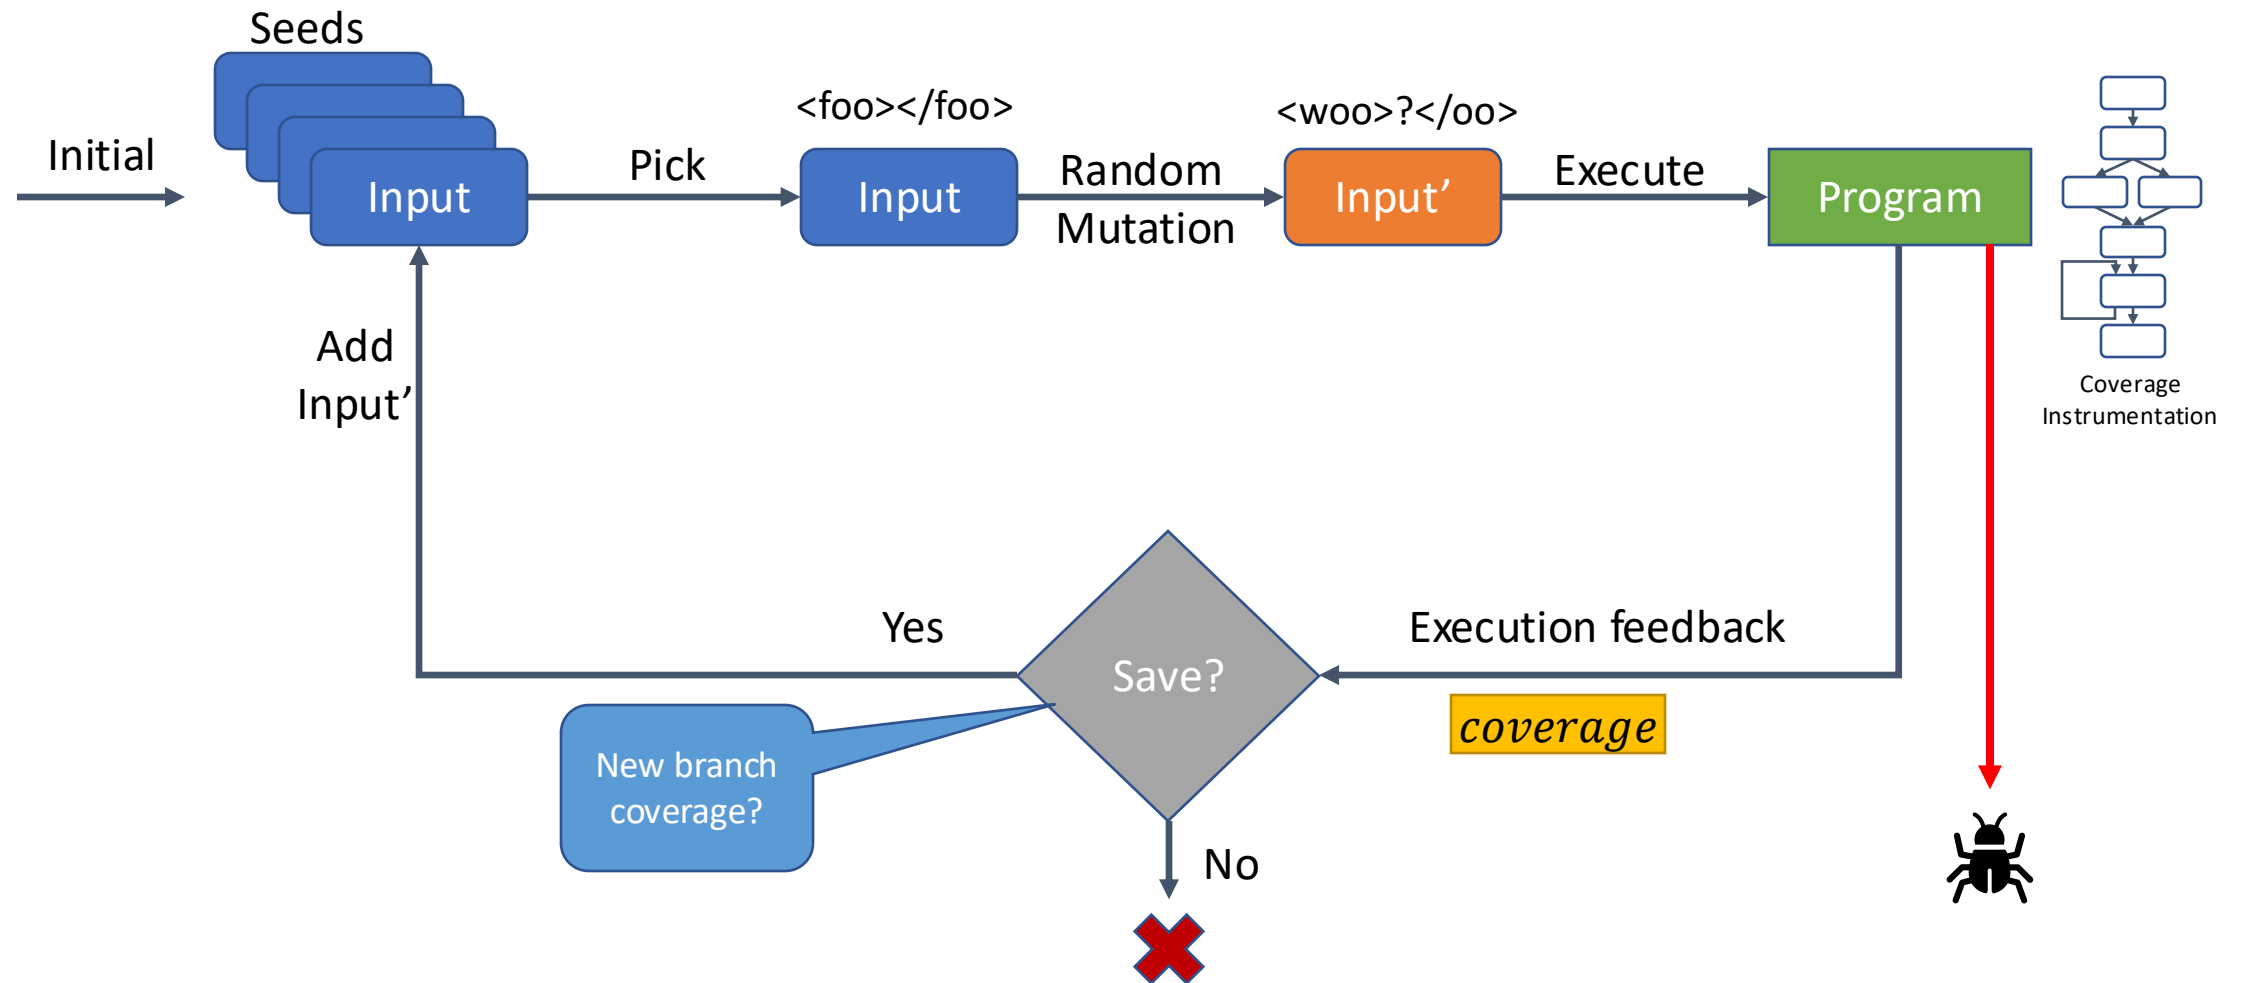 Seeds
Initial
Input
Pick
<foo></foo>
Input
Random
Mutation
<woo>?</oo>
Input’
Execute
Program
Coverage
Instrumentation
Add
Input’
Yes
Save?
Execution feedback
coverage
New branch
coverage?
No